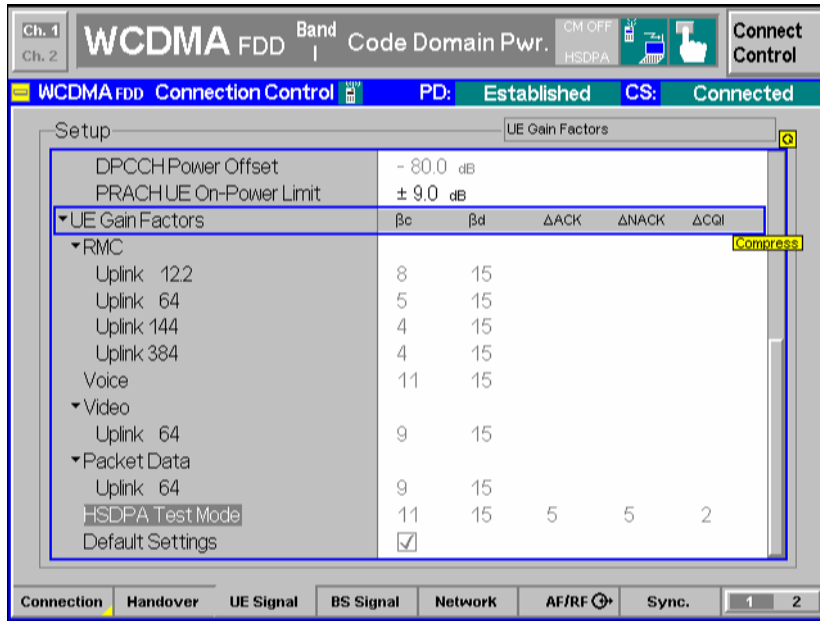 Ch. 1 WCDMA FDD Band I Code Domain Pwr. CM OFF Connect
Ch. 2 HSDPA Control
WCDMA FDD Connection Control PD: Established CS: Connected
Setup UE Gain Factors
DPCCH Power Offset - 80.0 dB
PRACH UE On-Power Limit ± 9.0 dB
UE Gain Factors βc βd ΔACK ΔNACK ΔCQI
Compress
RMC
Uplink 12.2 8 15
Uplink 64 5 15
Uplink 144 4 15
Uplink 384 4 15
Voice 11 15
Video
Uplink 64 9 15
Packet Data
Uplink 64 9 15
HSDPA Test Mode 11 15 5 5 2
Default Settings
Connection Handover UE Signal BS Signal Network AF/RF Sync. 1 2